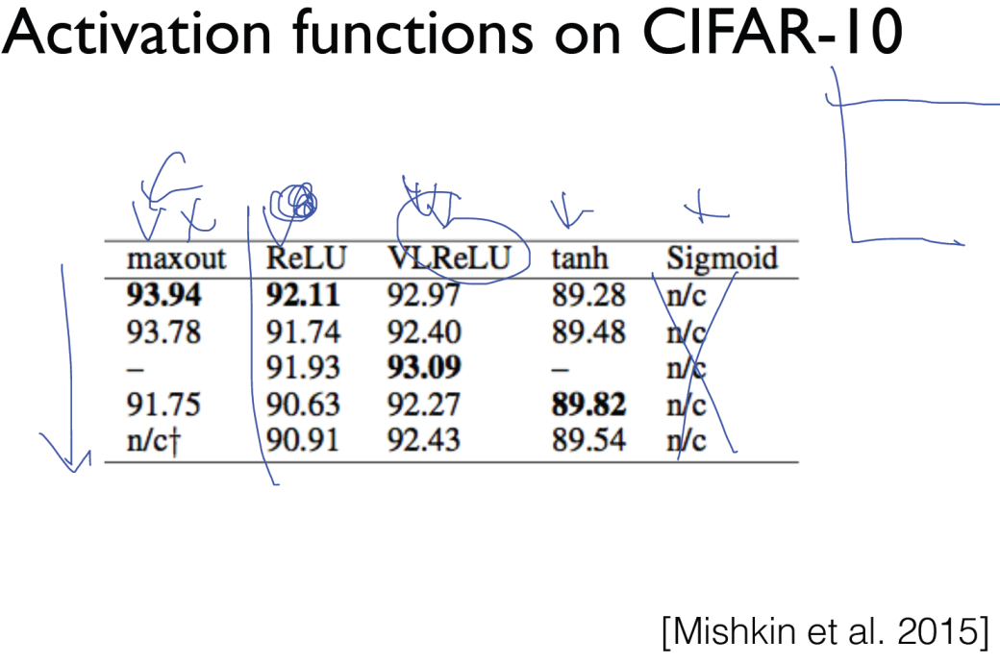 Activation functions on CIFAR-10
maxout ReLU VLReLU tanh Sigmoid
93.94 92.11 92.97 89.28 n/c
93.78 91.74 92.40 89.48 n/c
– 91.93 93.09 – n/c
91.75 90.63 92.27 89.82 n/c
n/c† 90.91 92.43 89.54 n/c
[Mishkin et al. 2015]